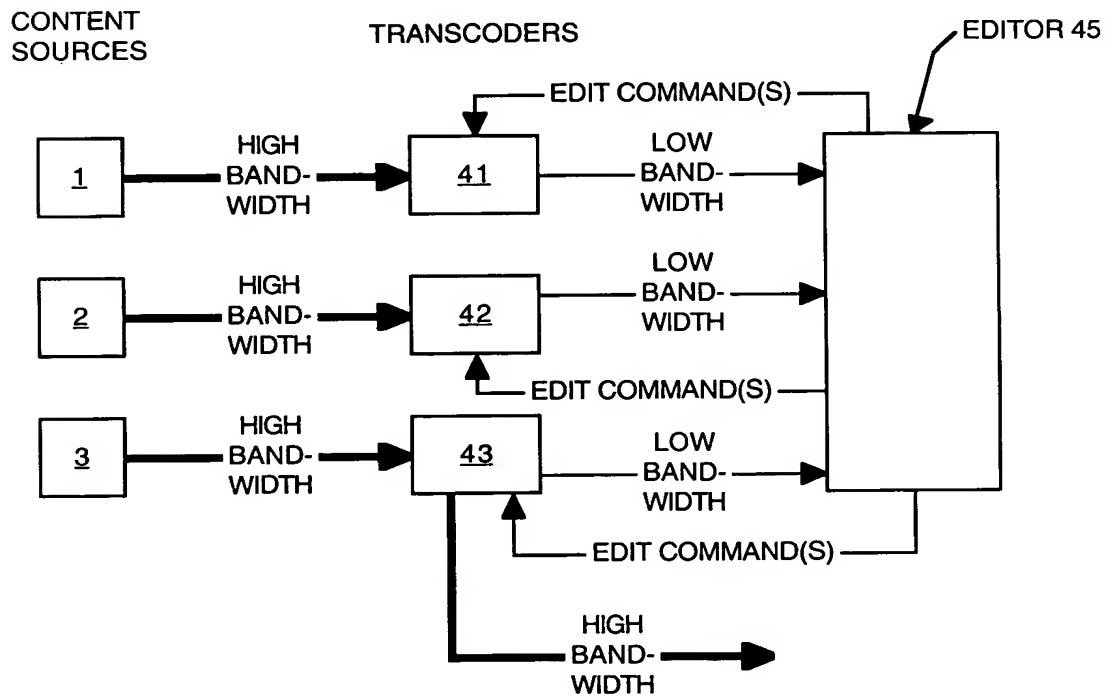 CONTENT
SOURCES
TRANSCODERS
EDITOR 45
EDIT COMMAND(S)
1
HIGH
BAND-
WIDTH
41
LOW
BAND-
WIDTH
2
HIGH
BAND-
WIDTH
42
LOW
BAND-
WIDTH
EDIT COMMAND(S)
3
HIGH
BAND-
WIDTH
43
LOW
BAND-
WIDTH
EDIT COMMAND(S)
HIGH
BAND-
WIDTH